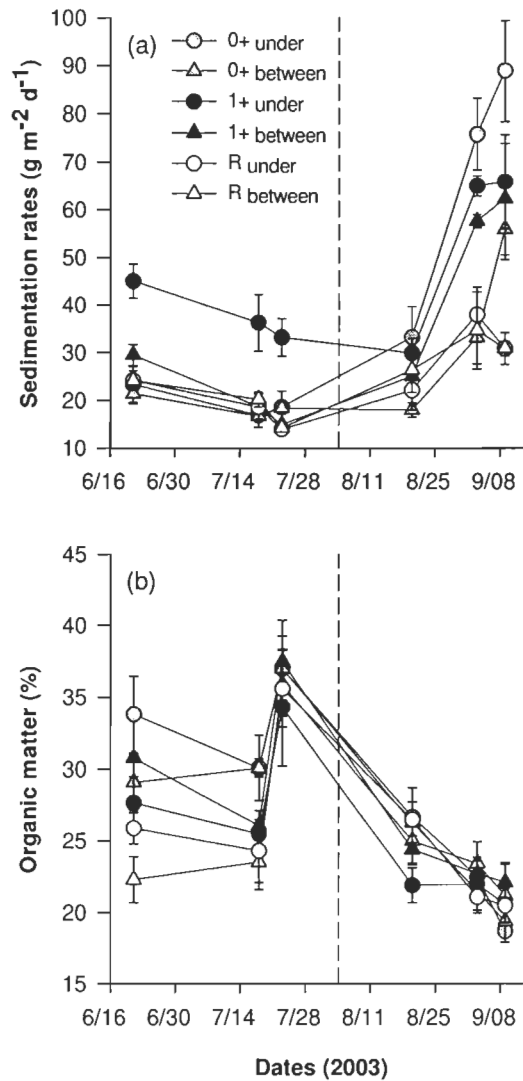 (a)
0+ under
0+ between
1+ under
1+ between
R under
R between
Sedimentation rates (g m-2 d-1)
100
90
80
70
60
50
40
30
20
10
6/16 6/30 7/14 7/28 8/11 8/25 9/08
(b)
Organic matter (%)
45
40
35
30
25
20
15
6/16 6/30 7/14 7/28 8/11 8/25 9/08
Dates (2003)